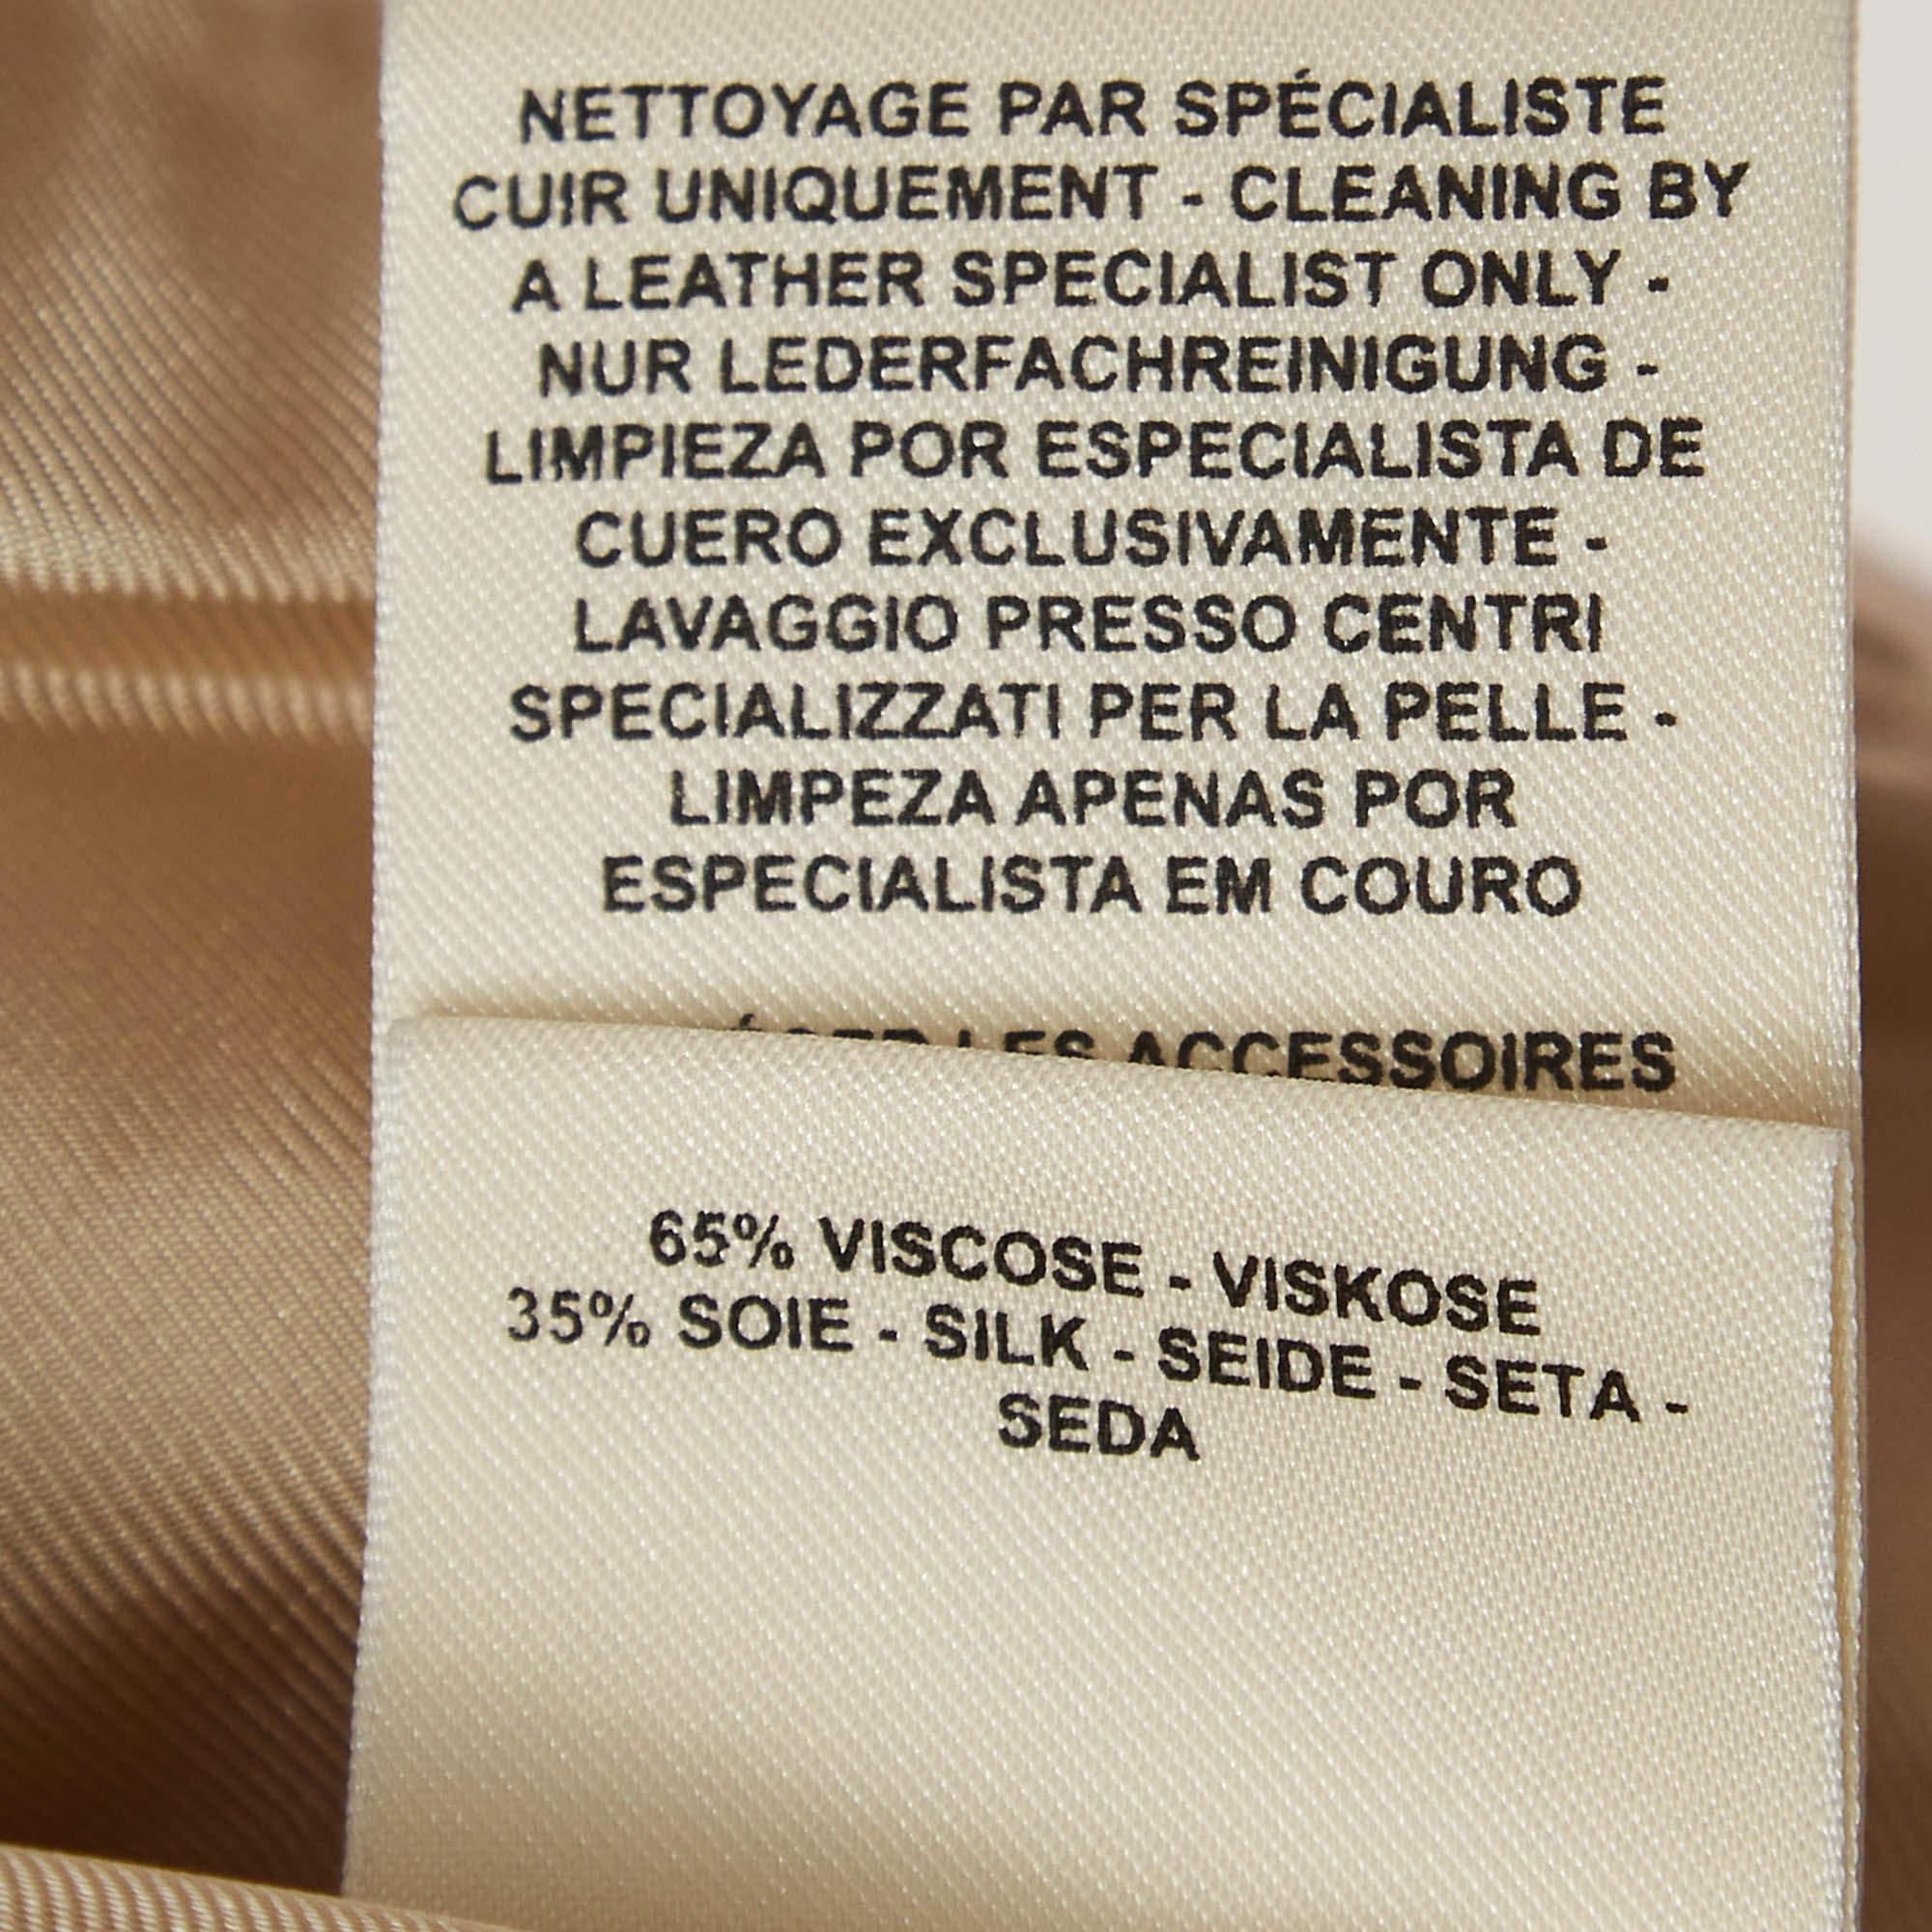 NETTOYAGE PAR SPÉCIALISTE
CUIR UNIQUEMENT - CLEANING BY
A LEATHER SPECIALIST ONLY -
NUR LEDERFACHREINIGUNG -
LIMPIEZA POR ESPECIALISTA DE
CUERO EXCLUSIVAMENTE -
LAVAGGIO PRESSO CENTRI
SPECIALIZZATI PER LA PELLE -
LIMPEZA APENAS POR
ESPECIALISTA EM COURO
LES ACCESSOIRES
65% VISCOSE - VISKOSE
35% SOIE - SILK - SEIDE - SETA -
SEDA